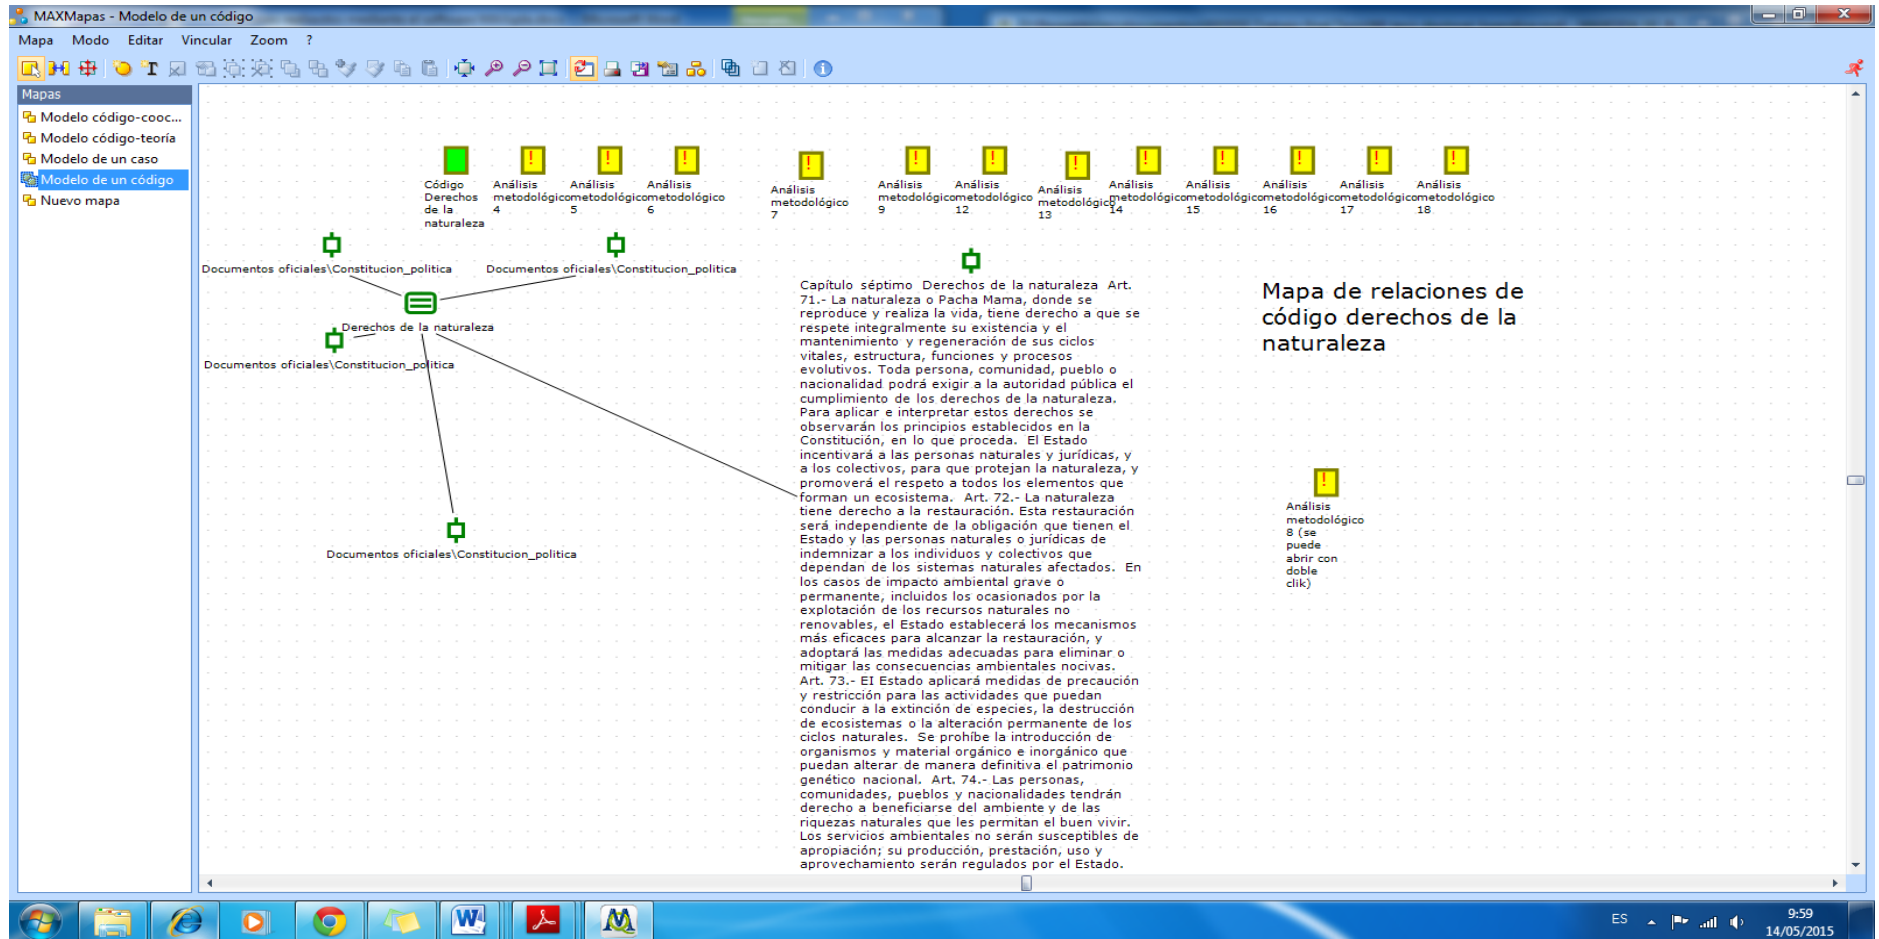 MAXMapas - Modelo de un código
Mapa Modo Editar Vincular Zoom ?
Mapas
Modelo código-cooc...
Modelo código-teoría
Modelo de un caso
Modelo de un código
Nuevo mapa
Código
Derechos
de la
naturaleza
Análisis
metodológico
4
Análisis
metodológico
5
Análisis
metodológico
6
Análisis
metodológico
7
Análisis
metodológico
9
Análisis
metodológico
12
Análisis
metodológico
13
Análisis
metodológico
14
Análisis
metodológico
15
Análisis
metodológico
16
Análisis
metodológico
17
Análisis
metodológico
18
Documentos oficiales\Constitucion_politica
Documentos oficiales\Constitucion_politica
Derechos de la naturaleza
Documentos oficiales\Constitucion_politica
Documentos oficiales\Constitucion_politica
Capítulo séptimo Derechos de la naturaleza Art.
71.- La naturaleza o Pacha Mama, donde se
reproduce y realiza la vida, tiene derecho a que se
respete integralmente su existencia y el
mantenimiento y regeneración de sus ciclos
vitales, estructura, funciones y procesos
evolutivos. Toda persona, comunidad, pueblo o
nacionalidad podrá exigir a la autoridad pública el
cumplimiento de los derechos de la naturaleza.
Para aplicar e interpretar estos derechos se
observarán los principios establecidos en la
Constitución, en lo que proceda. El Estado
incentivará a las personas naturales y jurídicas, y
a los colectivos, para que protejan la naturaleza, y
promoverá el respeto a todos los elementos que
forman un ecosistema. Art. 72.- La naturaleza
tiene derecho a la restauración. Esta restauración
será independiente de la obligación que tienen el
Estado y las personas naturales o jurídicas de
indemnizar a los individuos y colectivos que
dependan de los sistemas naturales afectados. En
los casos de impacto ambiental grave o
permanente, incluidos los ocasionados por la
explotación de los recursos naturales no
renovables, el Estado establecerá los mecanismos
más eficaces para alcanzar la restauración, y
adoptará las medidas adecuadas para eliminar o
mitigar las consecuencias ambientales nocivas.
Art. 73.- EI Estado aplicará medidas de precaución
y restricción para las actividades que puedan
conducir a la extinción de especies, la destrucción
de ecosistemas o la alteración permanente de los
ciclos naturales. Se prohíbe la introducción de
organismos y material orgánico e inorgánico que
puedan alterar de manera definitiva el patrimonio
genético nacional. Art. 74.- Las personas,
comunidades, pueblos y nacionalidades tendrán
derecho a beneficiarse del ambiente y de las
riquezas naturales que les permitan el buen vivir.
Los servicios ambientales no serán susceptibles de
apropiación; su producción, prestación, uso y
aprovechamiento serán regulados por el Estado.
Mapa de relaciones de
código derechos de la
naturaleza
Análisis
metodológico
8 (se
puede
abrir con
doble
clik)
ES
9:59
14/05/2015